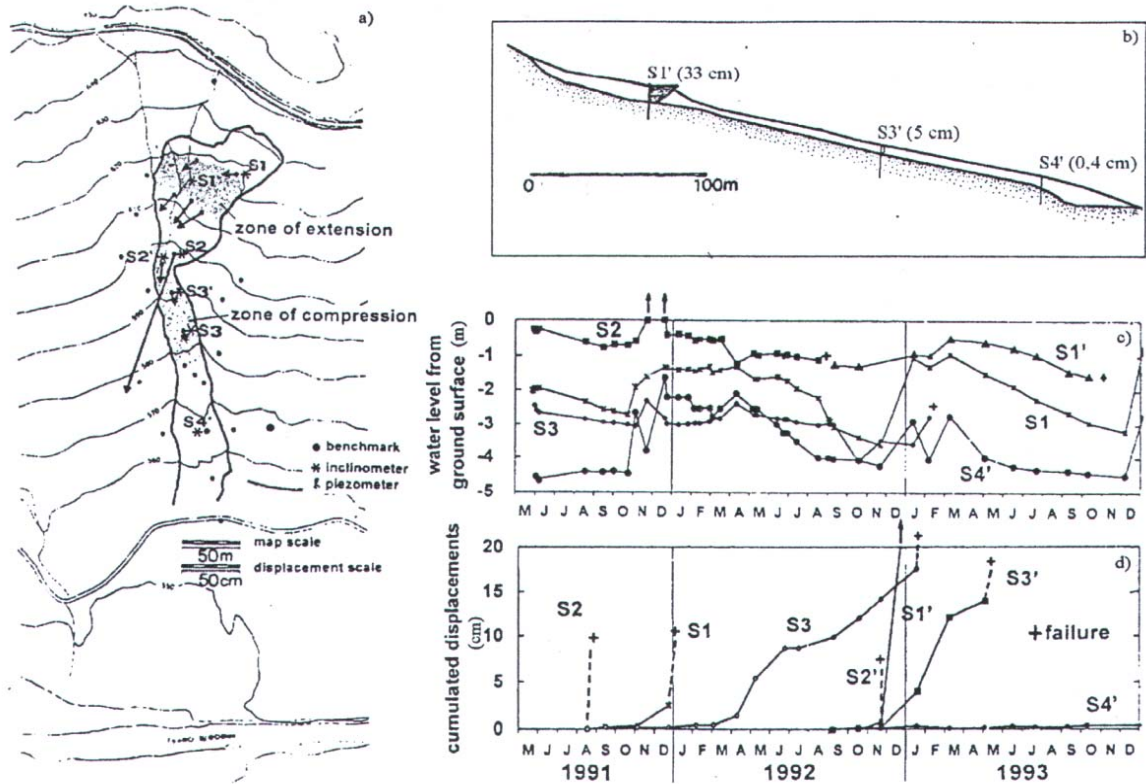 a)
S1
S1'
zone of extension
S2' S2
S3'
zone of compression
S3
S4'
benchmark
inclinometer
piezometer
map scale
50m
displacement scale
50cm
b)
S1' (33 cm)
S3' (5 cm)
S4' (0,4 cm)
0 100m
c)
water level from
ground surface (m)
0
-1
-2
-3
-4
-5
S2
S3
S1'
S1
S4'
M J J A S O N D J F M A M J J A S O N D J F M A M J J A S O N D
d)
cumulated displacements
(cm)
20
15
10
5
0
S2
S1
S3
S2'
S1'
S3'
failure
S4'
M J J A S O N D J F M A M J J A S O N D J F M A M J J A S O N D
1991 1992 1993